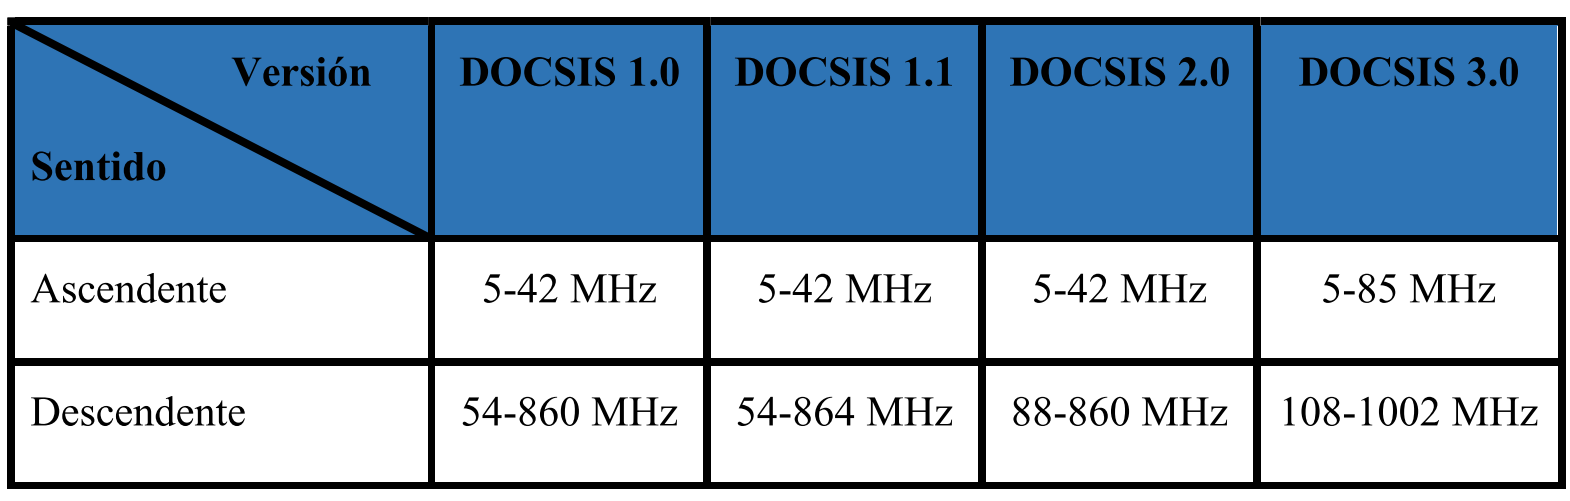 Versión DOCSIS 1.0 DOCSIS 1.1 DOCSIS 2.0 DOCSIS 3.0
Sentido
Ascendente 5-42 MHz 5-42 MHz 5-42 MHz 5-85 MHz
Descendente 54-860 MHz 54-864 MHz 88-860 MHz 108-1002 MHz